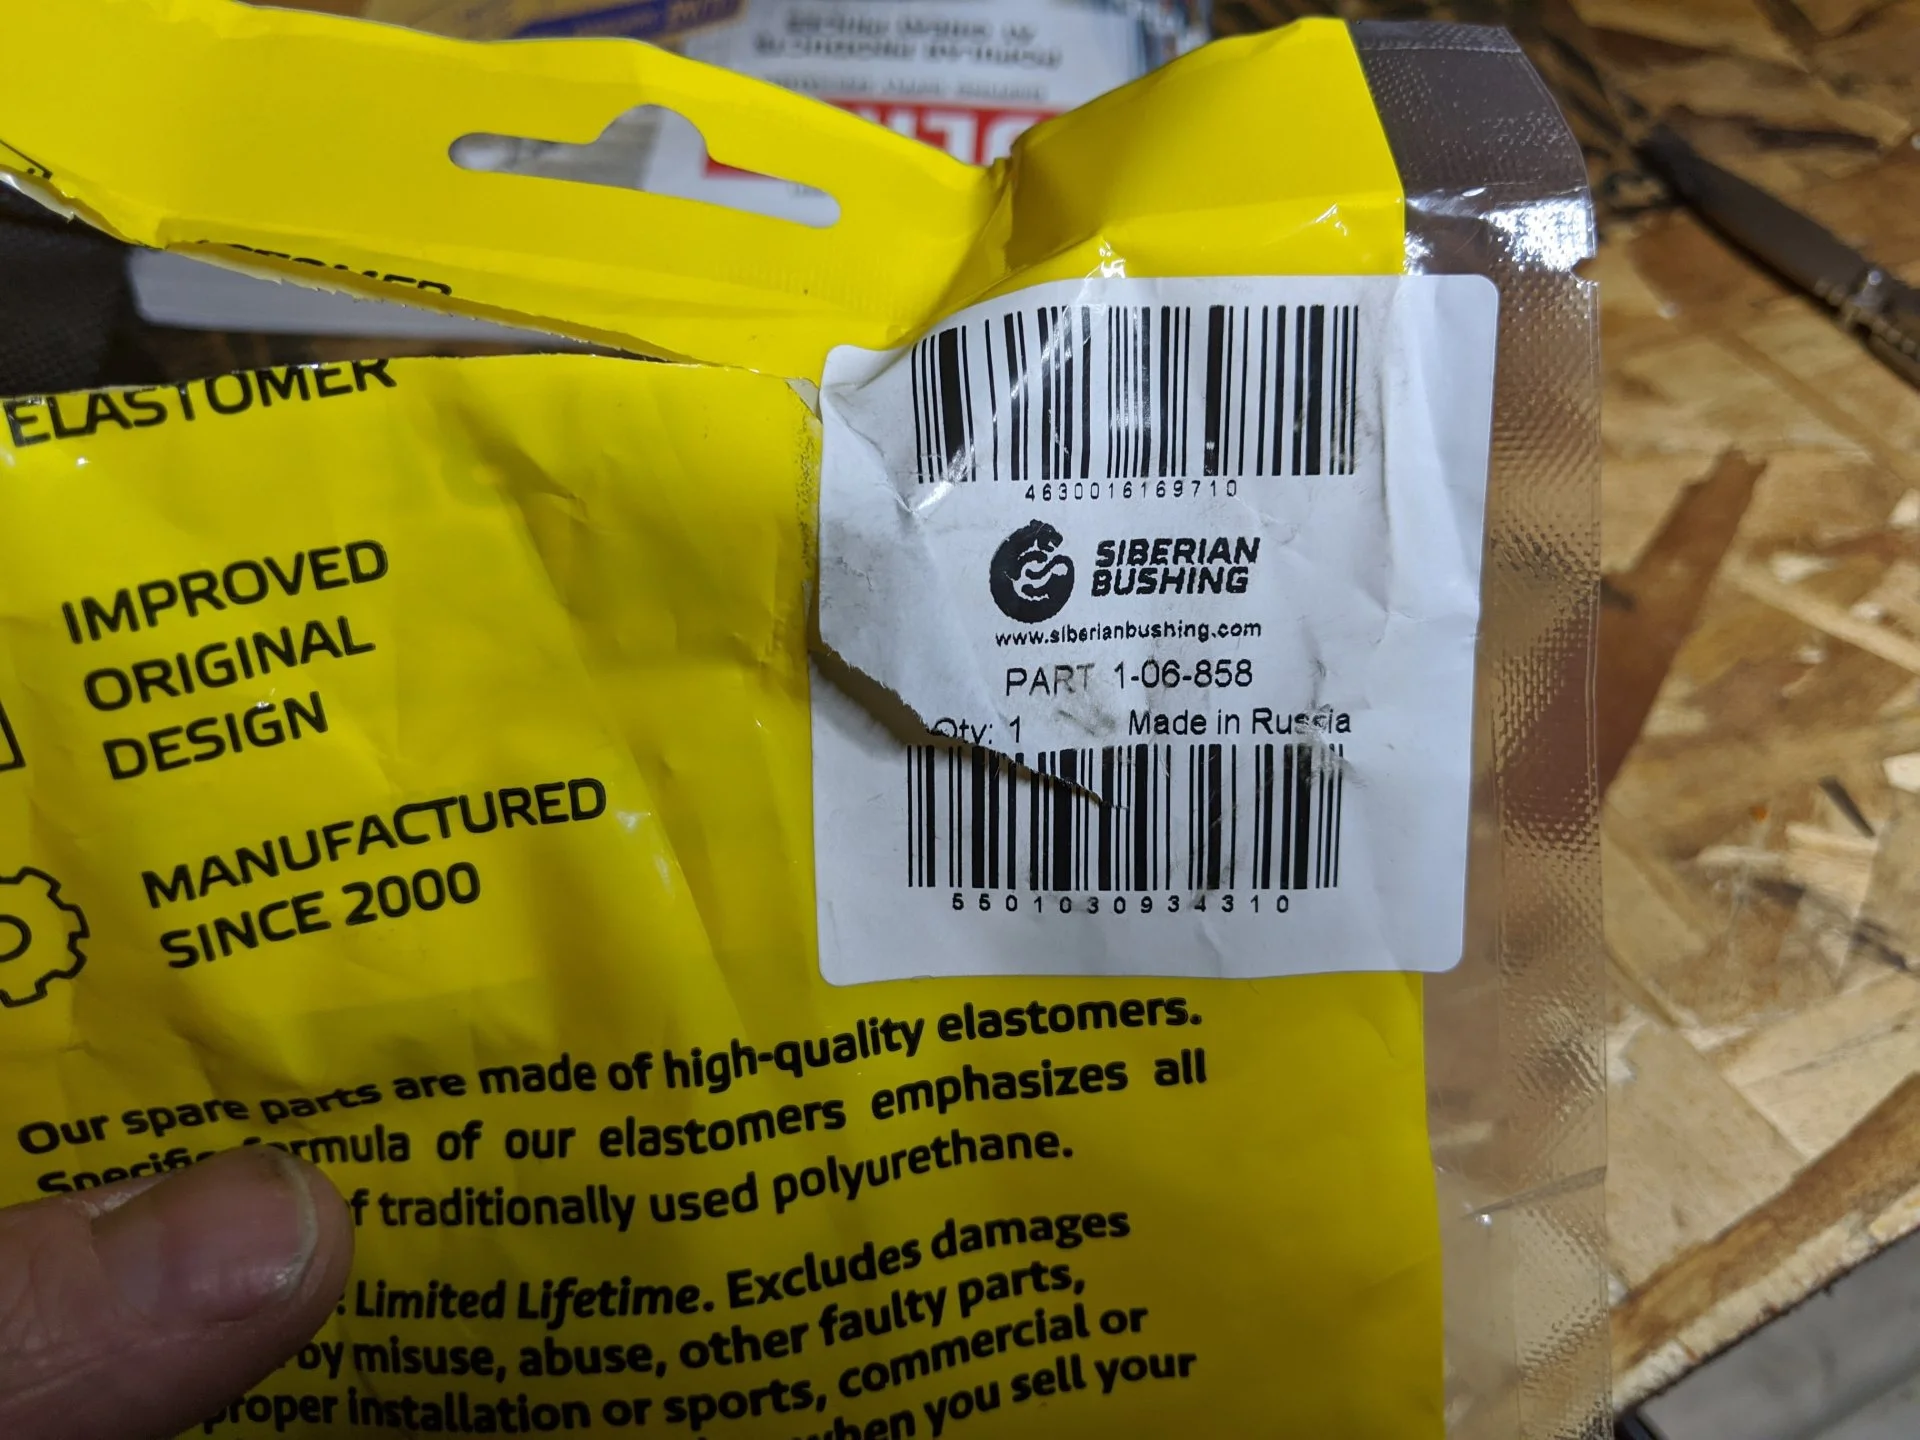 ELASTOMER
IMPROVED
ORIGINAL
DESIGN
MANUFACTURED
SINCE 2000
4630016169710
SIBERIAN
BUSHING
www.siberianbushing.com
PART 1-06-858
Qty: 1 Made in Russia
5501030934310
Our spare parts are made of high-quality elastomers.
formula of our elastomers emphasizes all
traditionally used polyurethane.
Limited Lifetime. Excludes damages
by misuse, abuse, other faulty parts,
installation or sports, commercial or
when you sell your